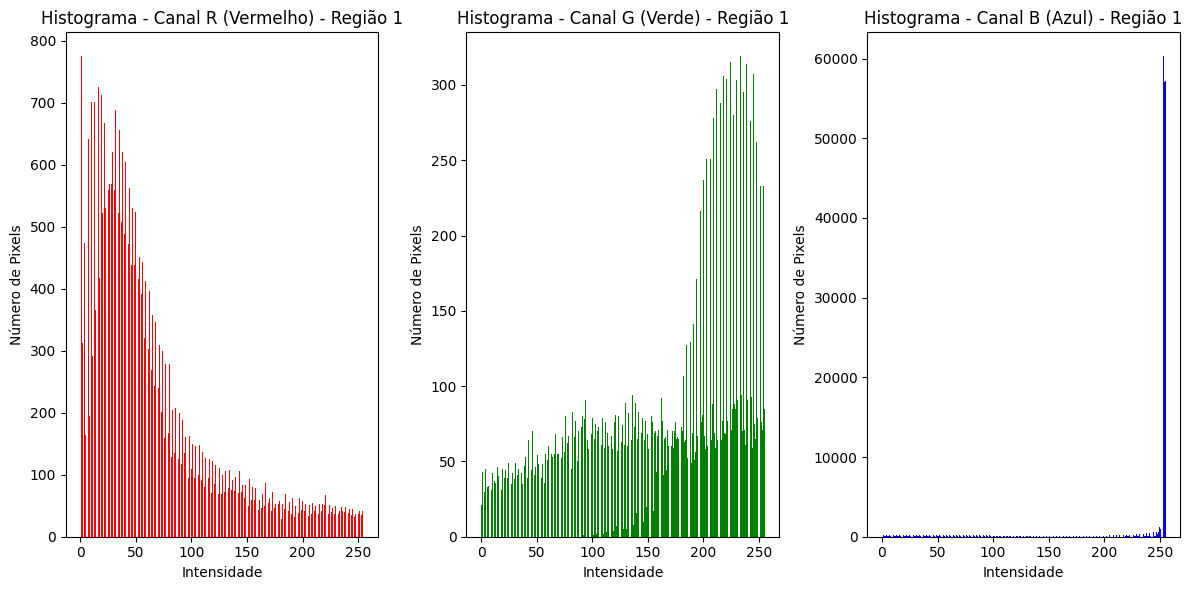 Histograma - Canal R (Vermelho) - Região 1
800
700
600
500
400
300
200
100
0
Número de Pixels
0 50 100 150 200 250
Intensidade
Histograma - Canal G (Verde) - Região 1
300
250
200
150
100
50
0
Número de Pixels
0 50 100 150 200 250
Intensidade
Histograma - Canal B (Azul) - Região 1
60000
50000
40000
30000
20000
10000
0
Número de Pixels
0 50 100 150 200 250
Intensidade